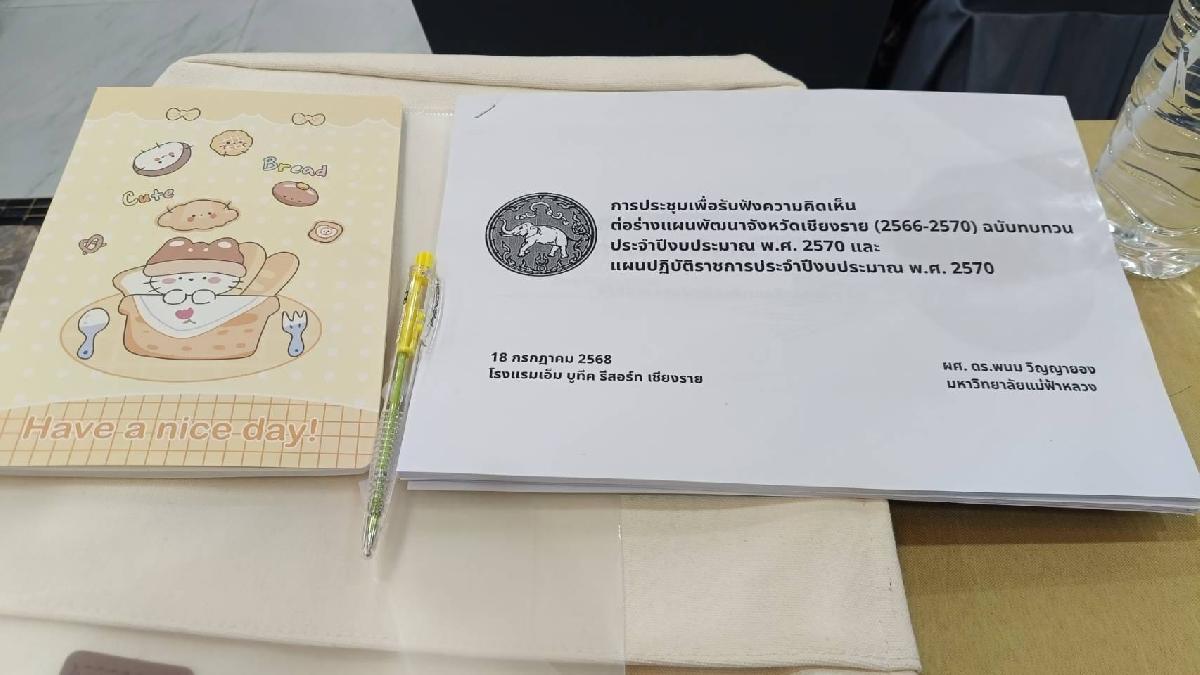 Bread
Cute
Have a nice day!
การประชุมเพื่อรับฟังความคิดเห็น
ต่อร่างแผนพัฒนาจังหวัดเชียงราย (2566-2570) ฉบับทบทวน
ประจำปีงบประมาณ พ.ศ. 2570 และ
แผนปฏิบัติราชการประจำปีงบประมาณ พ.ศ. 2570
18 กรกฎาคม 2568
โรงแรมเอ็ม บูทีค รีสอร์ท เชียงราย
ผศ. ดร.พนม วิญญายอง
มหาวิทยาลัยแม่ฟ้าหลวง